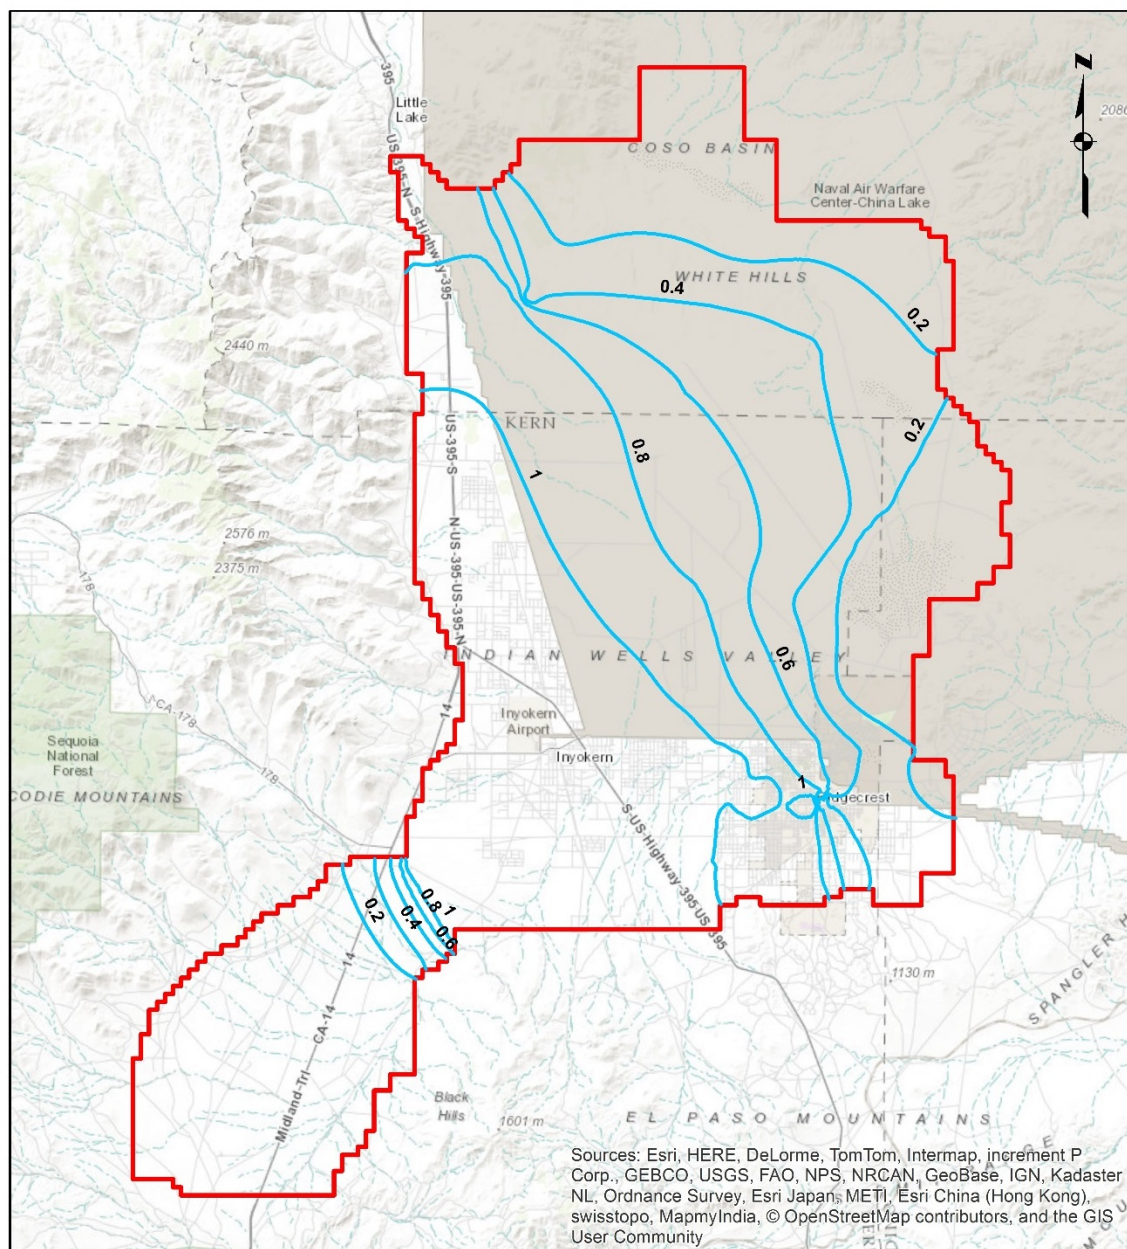 395
Little
Lake
2086
COSO BASIN
US-395-N-S-Highway-395
Naval Air Warfare
Center-China Lake
WHITE HILLS
0.4
0.2
2440 m
KERN
US-395-S
0.2
0.8
1
2576 m
2375 m
178
N-US-395-US-395-N
INDIAN WELLS VALLEY
0.6
CA-178
14
Inyokern
Airport
Sequoia
National
Forest
Inyokern
178
1
dgecrest
CODIE MOUNTAINS
S-US-Highway-395-US-395
1
0.8
0.2
0.4
0.6
14
1130 m
SPANGLER H
CA-14
Midland-Trl
Black
Hills
1601 m
EL PASO MOUNTAINS
Sources: Esri, HERE, DeLorme, TomTom, Intermap, increment P
Corp., GEBCO, USGS, FAO, NPS, NRCAN, GeoBase, IGN, Kadaster
NL, Ordnance Survey, Esri Japan, METI, Esri China (Hong Kong),
swisstopo, MapmyIndia, © OpenStreetMap contributors, and the GIS
User Community